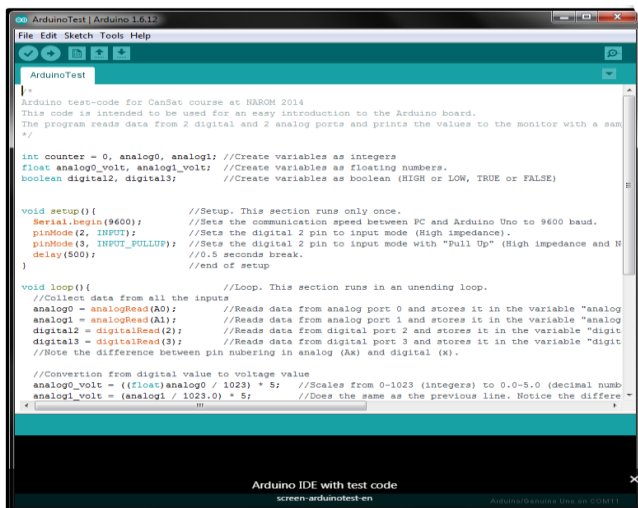 ArduinoTest | Arduino 1.6.12
File Edit Sketch Tools Help
ArduinoTest
/*
Arduino test-code for CanSat course at NAROM 2014
This code is intended to be used for an easy introduction to the Arduino board.
The program reads data from 2 digital and 2 analog ports and prints the values to the monitor with a sam
*/
int counter = 0, analog0, analog1; //Create variables as integers
float analog0_volt, analog1_volt; //Create variables as floating numbers.
boolean digital2, digital3; //Create variables as boolean (HIGH or LOW, TRUE or FALSE)
void setup(){ //Setup. This section runs only once.
Serial.begin(9600); //Sets the communication speed between PC and Arduino Uno to 9600 baud.
pinMode(2, INPUT); //Sets the digital 2 pin to input mode (High impedance).
pinMode(3, INPUT_PULLUP); //Sets the digital 2 pin to input mode with "Pull Up" (High impedance and N
delay(500); //0.5 seconds break.
} //end of setup
void loop(){ //Loop. This section runs in an unending loop.
//Collect data from all the inputs
analog0 = analogRead(A0); //Reads data from analog port 0 and stores it in the variable "analog
analog1 = analogRead(A1); //Reads data from analog port 1 and stores it in the variable "analog
digital2 = digitalRead(2); //Reads data from digital port 2 and stores it in the variable "digit
digital3 = digitalRead(3); //Reads data from digital port 3 and stores it in the variable "digit
//Note the difference between pin nubering in analog (Ax) and digital (x).
//Convertion from digital value to voltage value
analog0_volt = ((float)analog0 / 1023) * 5; //Scales from 0-1023 (integers) to 0.0-5.0 (decimal numb
analog1_volt = (analog1 / 1023.0) * 5; //Does the same as the previous line. Notice the differe
Arduino IDE with test code
screen-arduinotest-en
Arduino/Genuino Uno on COM11